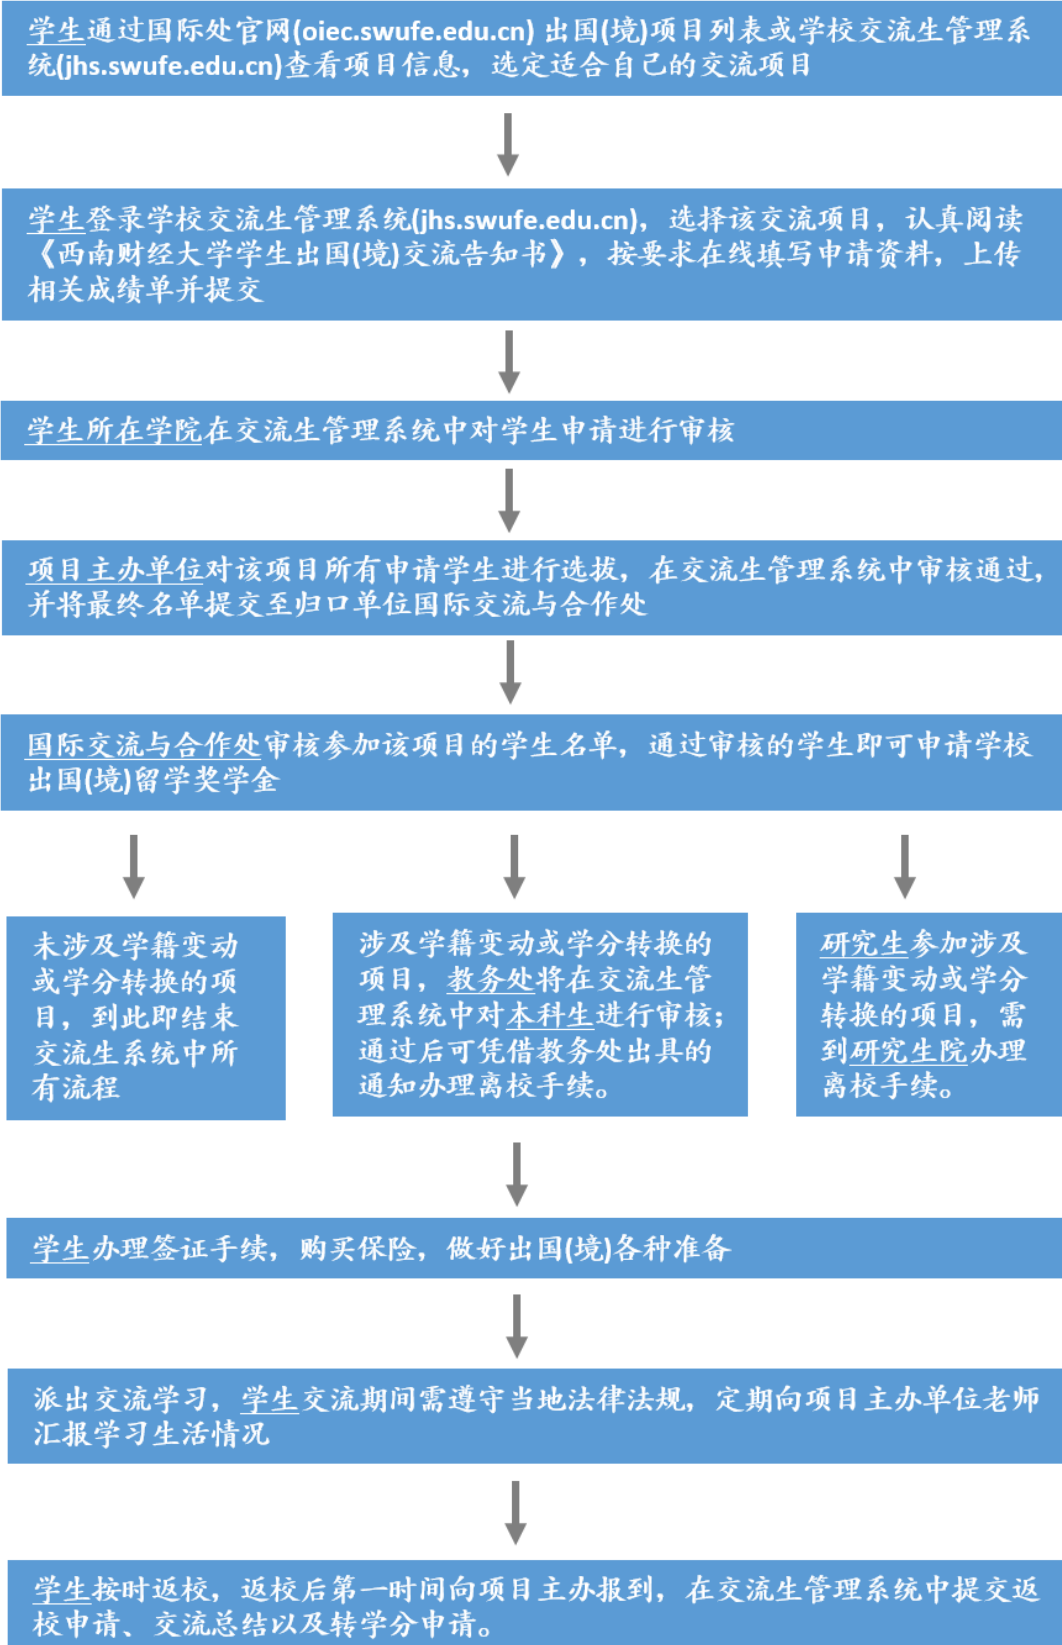 学生通过国际处官网(oiec.swufe.edu.cn) 出国(境)项目列表或学校交流生管理系
统(jhs.swufe.edu.cn)查看项目信息，选定适合自己的交流项目
学生登录学校交流生管理系统(jhs.swufe.edu.cn)，选择该交流项目，认真阅读
《西南财经大学学生出国(境)交流告知书》，按要求在线填写申请资料，上传
相关成绩单并提交
学生所在学院在交流生管理系统中对学生申请进行审核
项目主办单位对该项目所有申请学生进行选拔，在交流生管理系统中审核通过，
并将最终名单提交至归口单位国际交流与合作处
国际交流与合作处审核参加该项目的学生名单，通过审核的学生即可申请学校
出国(境)留学奖学金
未涉及学籍变动
或学分转换的项
目，到此即结束
交流生系统中所
有流程
涉及学籍变动或学分转换的
项目，教务处将在交流生管
理系统中对本科生进行审核；
通过后可凭借教务处出具的
通知办理离校手续。
研究生参加涉及
学籍变动或学分
转换的项目，需
到研究生院办理
离校手续。
学生办理签证手续，购买保险，做好出国(境)各种准备
派出交流学习，学生交流期间需遵守当地法律法规，定期向项目主办单位老师
汇报学习生活情况
学生按时返校，返校后第一时间向项目主办报到，在交流生管理系统中提交返
校申请、交流总结以及转学分申请。